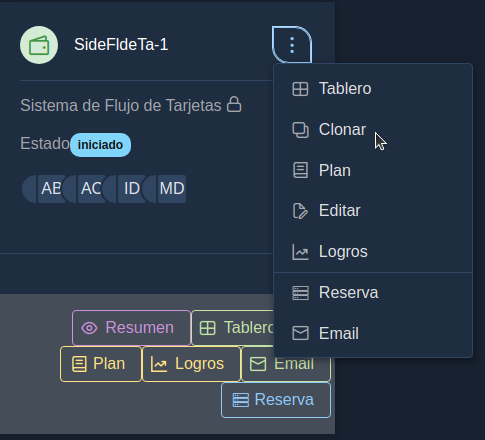 SideFldeTa-1
Sistema de Flujo de Tarjetas
Estado iniciado
AB AC ID MD
Tablero
Clonar
Plan
Editar
Logros
Reserva
Email
Resumen Tablero
Plan Logros Email
Reserva